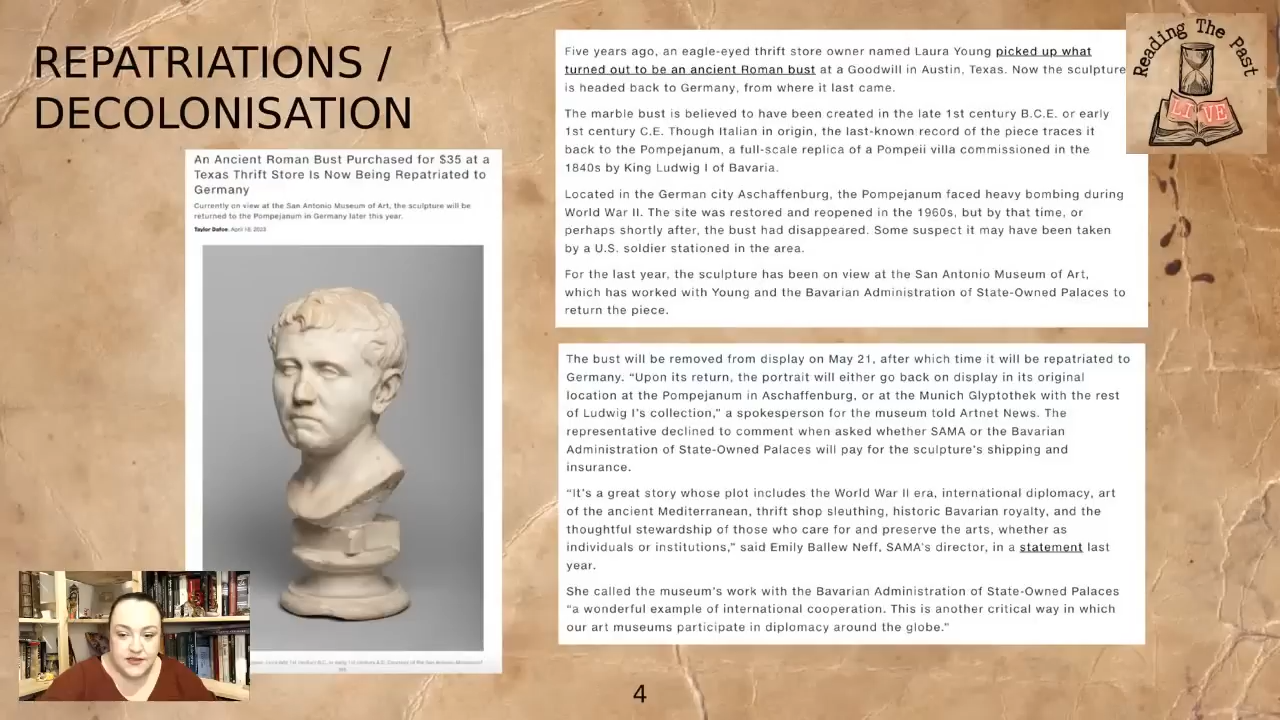 REPATRIATIONS /
DECOLONISATION
An Ancient Roman Bust Purchased for $35 at a
Texas Thrift Store Is Now Being Repatriated to
Germany
Currently on view at the San Antonio Museum of Art, the sculpture will be
returned to the Pompejanum in Germany later this year.
Taylor Dafoe, April 18, 2023
Five years ago, an eagle-eyed thrift store owner named Laura Young picked up what
turned out to be an ancient Roman bust at a Goodwill in Austin, Texas. Now the sculpture
is headed back to Germany, from where it last came.
The marble bust is believed to have been created in the late 1st century B.C.E. or early
1st century C.E. Though Italian in origin, the last-known record of the piece traces it
back to the Pompejanum, a full-scale replica of a Pompeii villa commissioned in the
1840s by King Ludwig I of Bavaria.
Located in the German city Aschaffenburg, the Pompejanum faced heavy bombing during
World War II. The site was restored and reopened in the 1960s, but by that time, or
perhaps shortly after, the bust had disappeared. Some suspect it may have been taken
by a U.S. soldier stationed in the area.
For the last year, the sculpture has been on view at the San Antonio Museum of Art,
which has worked with Young and the Bavarian Administration of State-Owned Palaces to
return the piece.
The bust will be removed from display on May 21, after which time it will be repatriated to
Germany. “Upon its return, the portrait will either go back on display in its original
location at the Pompejanum in Aschaffenburg, or at the Munich Glyptothek with the rest
of Ludwig I’s collection,” a spokesperson for the museum told Artnet News. The
representative declined to comment when asked whether SAMA or the Bavarian
Administration of State-Owned Palaces will pay for the sculpture’s shipping and
insurance.
“It’s a great story whose plot includes the World War II era, international diplomacy, art
of the ancient Mediterranean, thrift shop sleuthing, historic Bavarian royalty, and the
thoughtful stewardship of those who care for and preserve the arts, whether as
individuals or institutions,” said Emily Ballew Neff, SAMA’s director, in a statement last
year.
She called the museum’s work with the Bavarian Administration of State-Owned Palaces
“a wonderful example of international cooperation. This is another critical way in which
our art museums participate in diplomacy around the globe.”
Reading The Past
LIVE
4